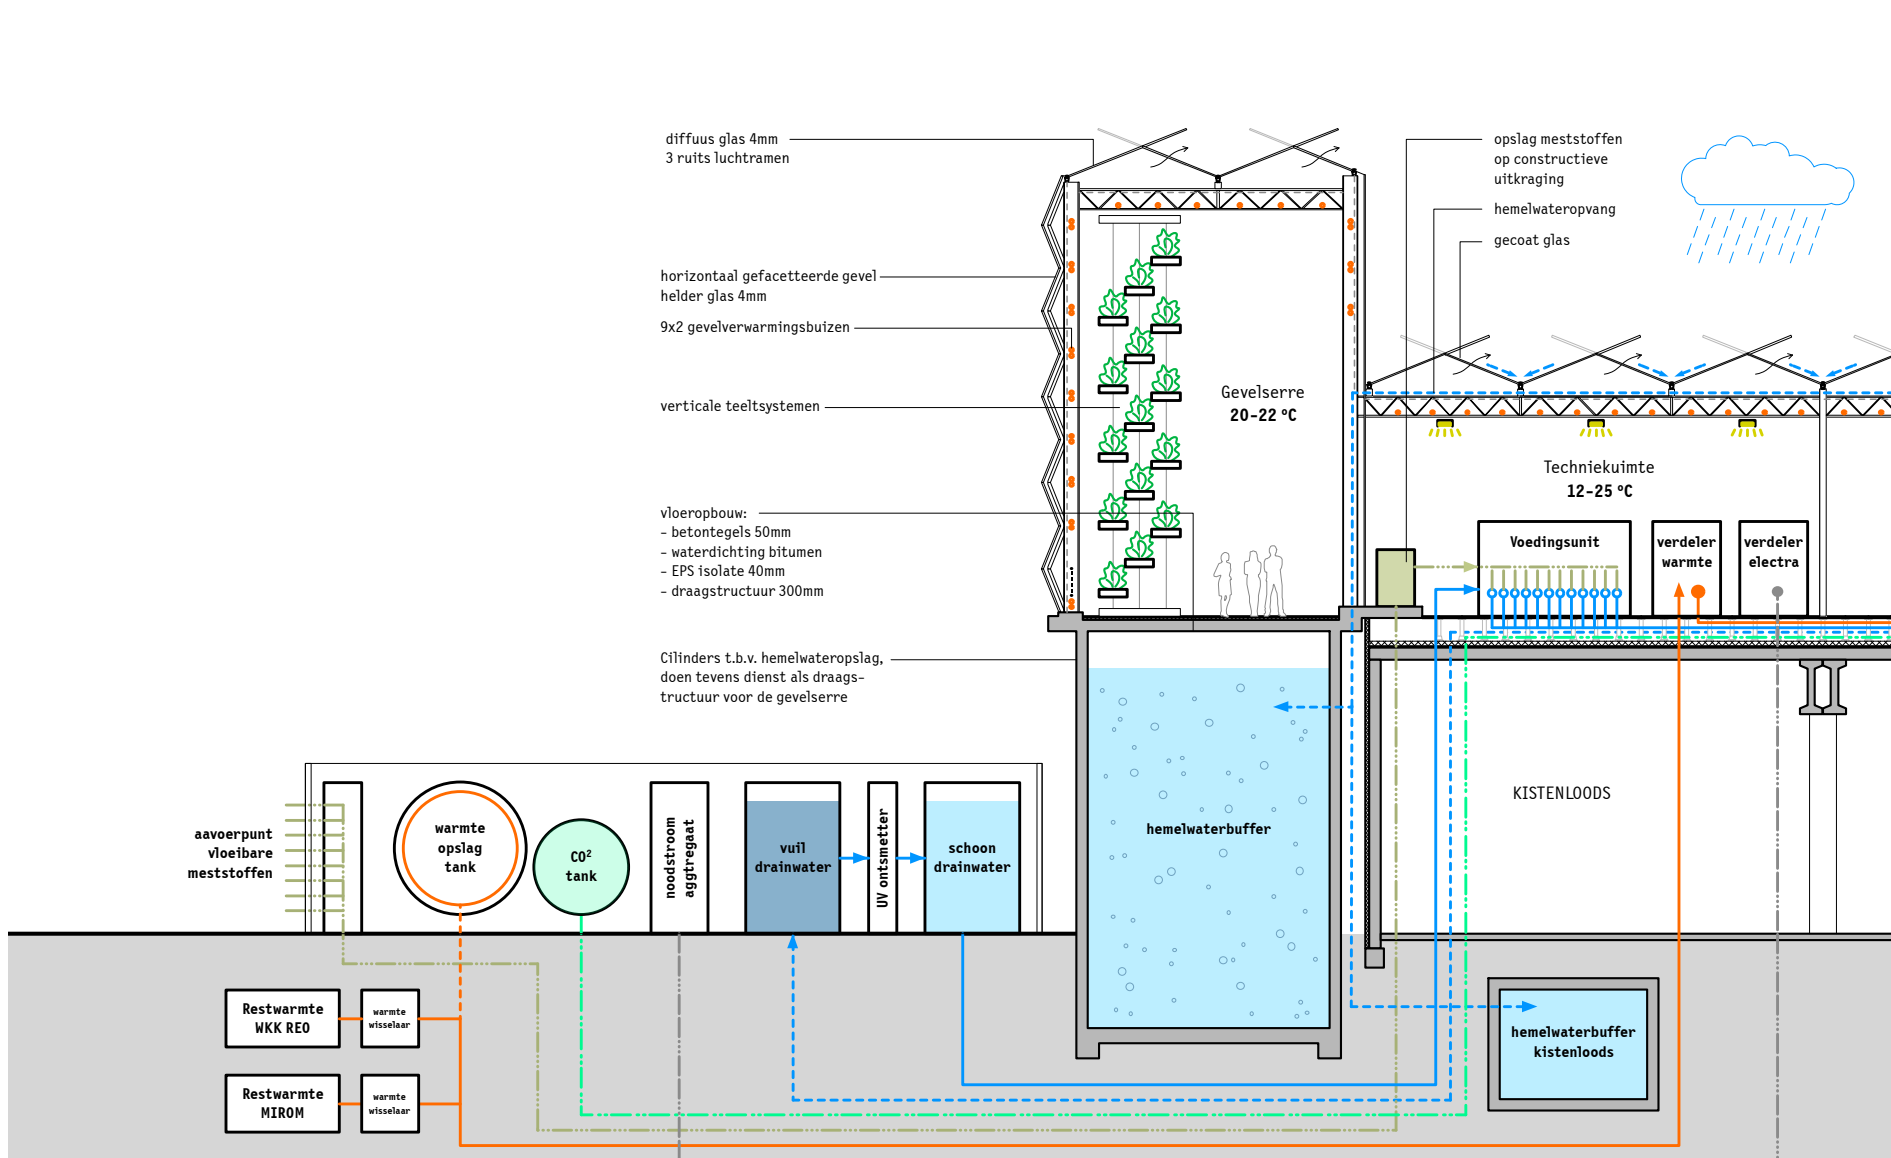 diffuus glas 4mm
3 ruits luchtramen
opslag meststoffen
op constructieve
uitkraging
hemelwateropvang
gecoat glas
horizontaal gefacetteerde gevel
helder glas 4mm
9x2 gevelverwarmingsbuizen
verticale teeltsystemen
Gevelserre
20-22 ºC
Techniekuimte
12-25 ºC
vloeropbouw:
- betontegels 50mm
- waterdichting bitumen
- EPS isolate 40mm
- draagstructuur 300mm
Voedingsunit
verdeler
warmte
verdeler
electra
Cilinders t.b.v. hemelwateropslag,
doen tevens dienst als draags-
tructuur voor de gevelserre
KISTENLOODS
hemelwaterbuffer
aavoerpunt
vloeibare
meststoffen
warmte
opslag
tank
CO²
tank
noodstroom
aggtregaat
vuil
drainwater
UV ontsmetter
schoon
drainwater
Restwarmte
WKK REO
warmte
wisselaar
Restwarmte
MIROM
warmte
wisselaar
hemelwaterbuffer
kistenloods